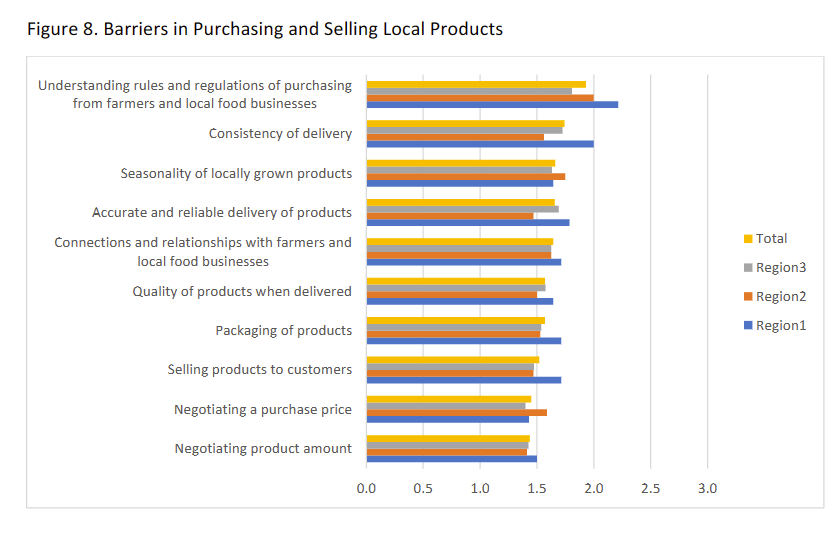 Figure 8. Barriers in Purchasing and Selling Local Products
Understanding rules and regulations of purchasing
from farmers and local food businesses
Consistency of delivery
Seasonality of locally grown products
Accurate and reliable delivery of products
Connections and relationships with farmers and
local food businesses
Quality of products when delivered
Packaging of products
Selling products to customers
Negotiating a purchase price
Negotiating product amount
0.0 0.5 1.0 1.5 2.0 2.5 3.0
Total
Region3
Region2
Region1